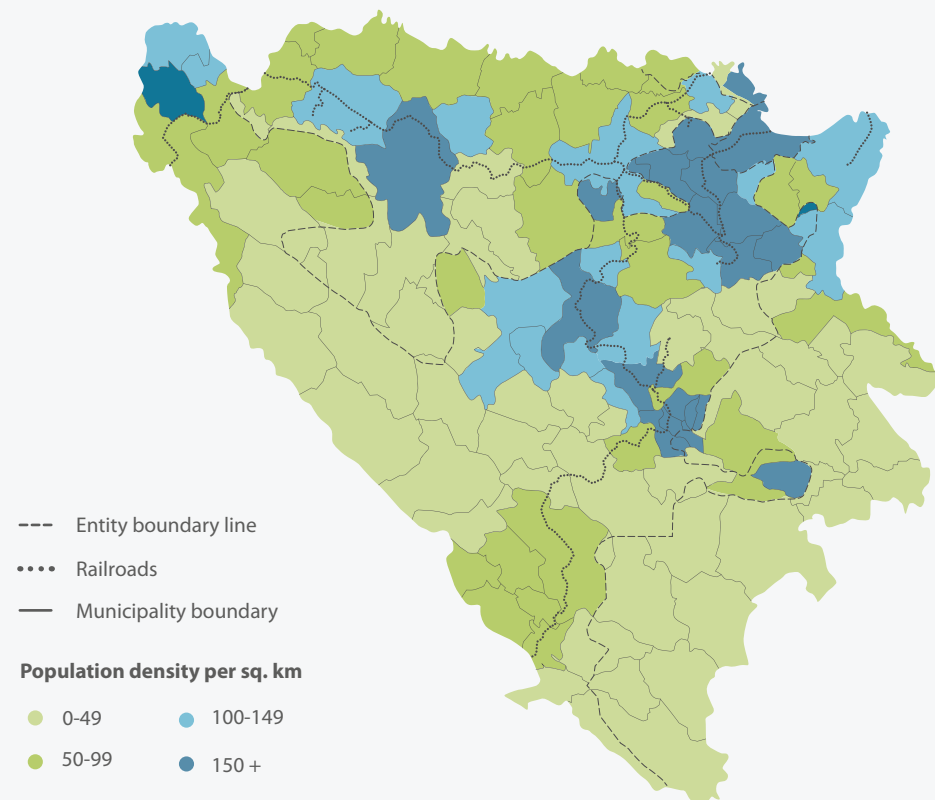 Entity boundary line
Railroads
Municipality boundary
Population density per sq. km
0-49
100-149
50-99
150 +